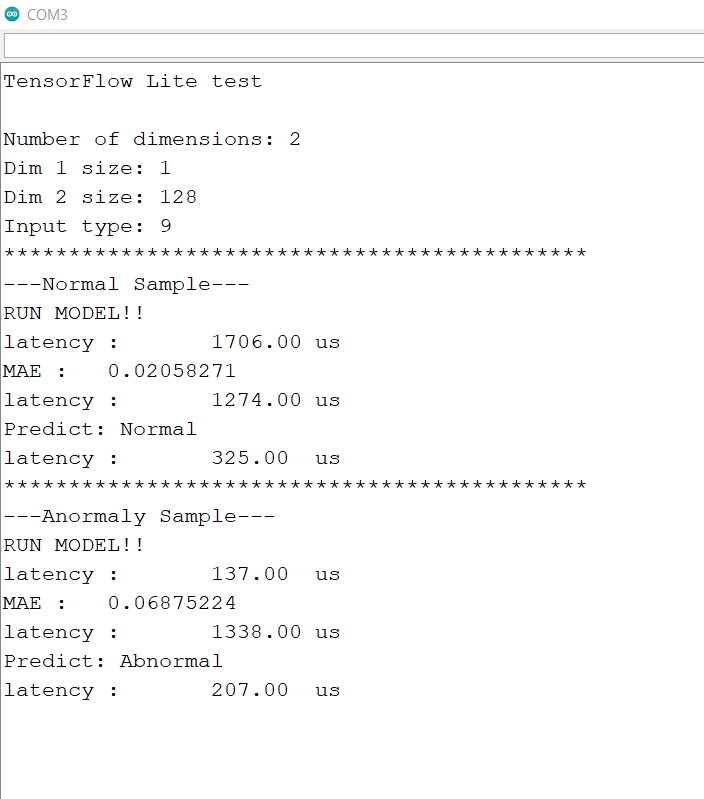 COM3
TensorFlow Lite test
Number of dimensions: 2
Dim 1 size: 1
Dim 2 size: 128
Input type: 9
*********************************************
---Normal Sample---
RUN MODEL!!
latency :       1706.00 us
MAE :   0.02058271
latency :       1274.00 us
Predict: Normal
latency :       325.00  us
*********************************************
---Anormaly Sample---
RUN MODEL!!
latency :       137.00  us
MAE :   0.06875224
latency :       1338.00 us
Predict: Abnormal
latency :       207.00  us